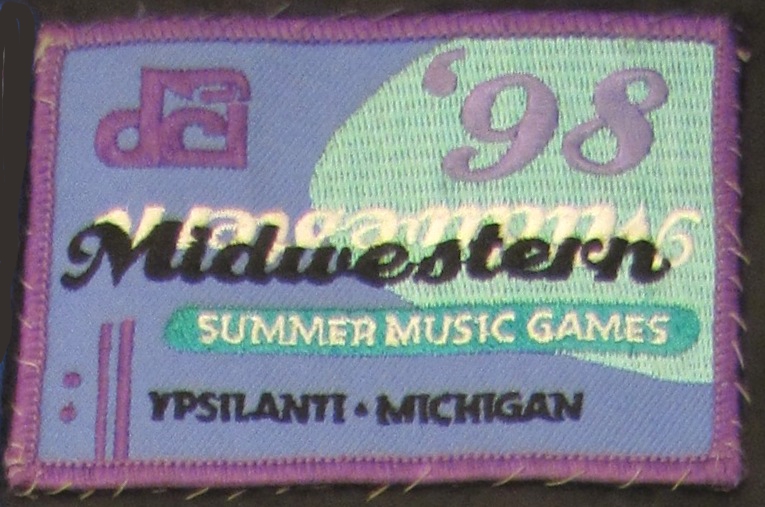 dci '98
Midwestern
SUMMER MUSIC GAMES
YPSILANTI • MICHIGAN